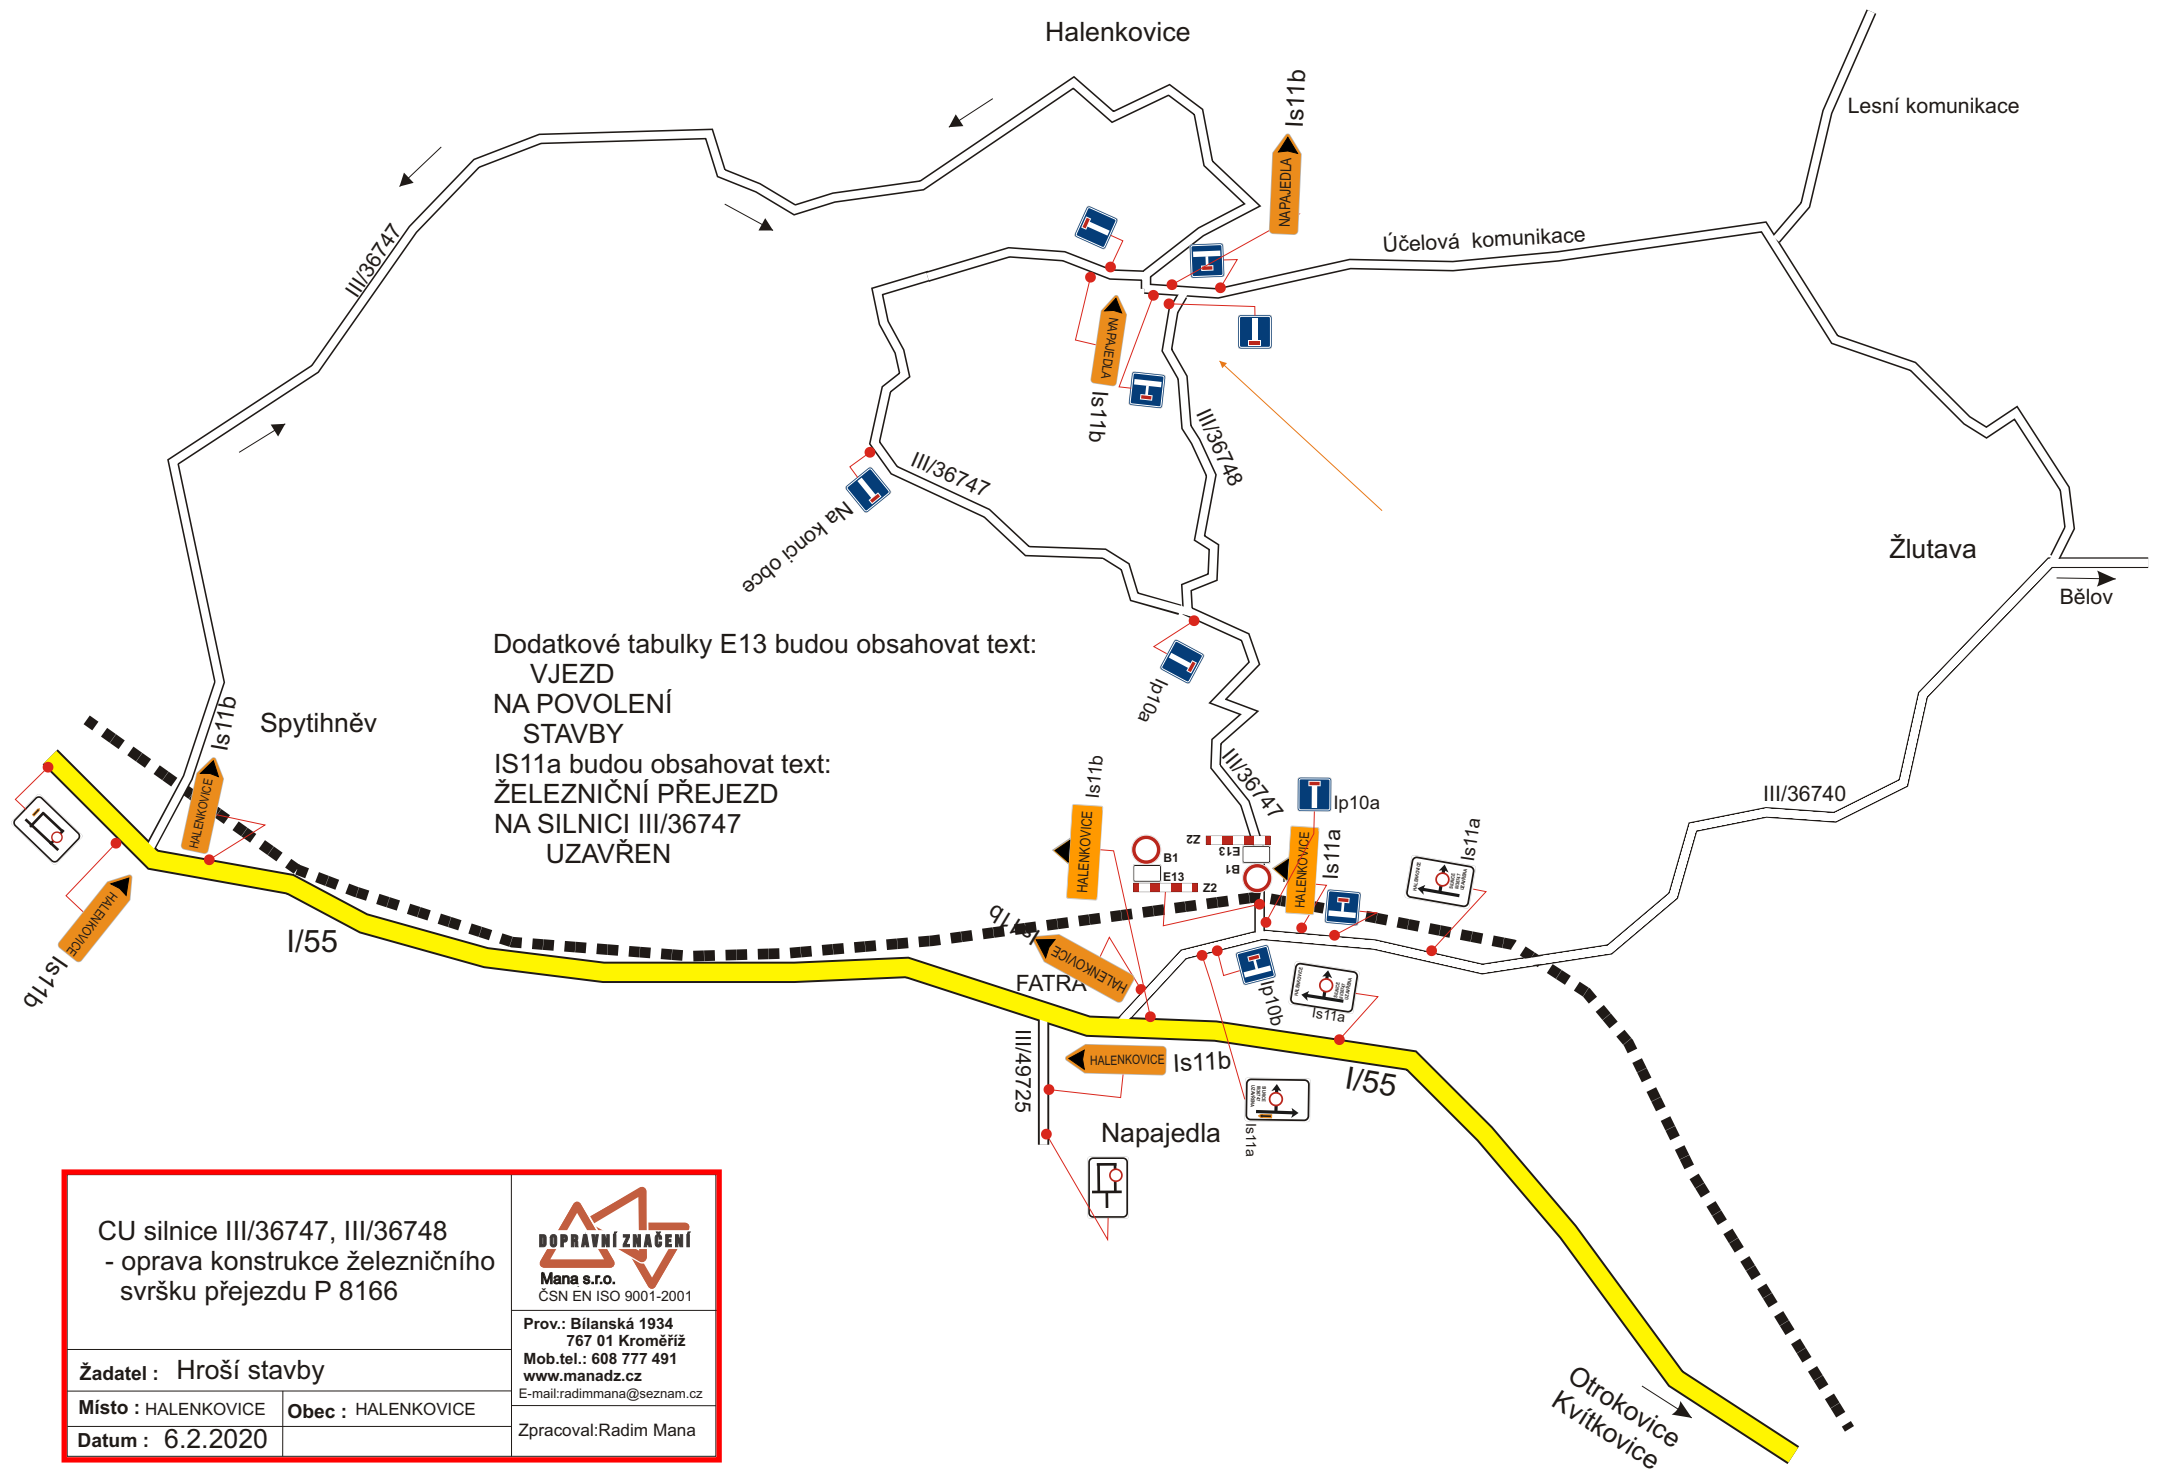 Halenkovice
Is11b
Lesní komunikace
NAPAJEDLA
Účelová komunikace
III/36747
NAPAJEDLA
Is11b
III/36748
III/36747
Na konci obce
Žlutava
Bělov
Dodatkové tabulky E13 budou obsahovat text:
VJEZD
NA POVOLENÍ
STAVBY
IS11a budou obsahovat text:
ŽELEZNIČNÍ PŘEJEZD
NA SILNICI III/36747
UZAVŘEN
Ip10a
Spytihněv
Is11b
HALENKOVICE
HALENKOVICE
Is11b
I/55
III/36747
Is11b
HALENKOVICE
Ip10a
Z2
E13
B1
B1
E13
Z2
HALENKOVICE
Is11a
Is11a
HALENKOVICE
III/36740
Is11b
HALENKOVICE
FATRA
Ip10b
HALENKOVICE
Is11a
III/49725
HALENKOVICE
Is11b
I/55
Is11a
Napajedla
Otrokovice
Kvítkovice
CU silnice III/36747, III/36748
- oprava konstrukce železničního
svršku přejezdu P 8166
DOPRAVNÍ ZNAČENÍ
Mana s.r.o.
ČSN EN ISO 9001-2001
Prov.: Bílanská 1934
767 01 Kroměříž
Mob.tel.: 608 777 491
www.manadz.cz
E-mail:radimmana@seznam.cz
Zpracoval:Radim Mana
Žadatel : Hroší stavby
Místo : HALENKOVICE Obec : HALENKOVICE
Datum : 6.2.2020